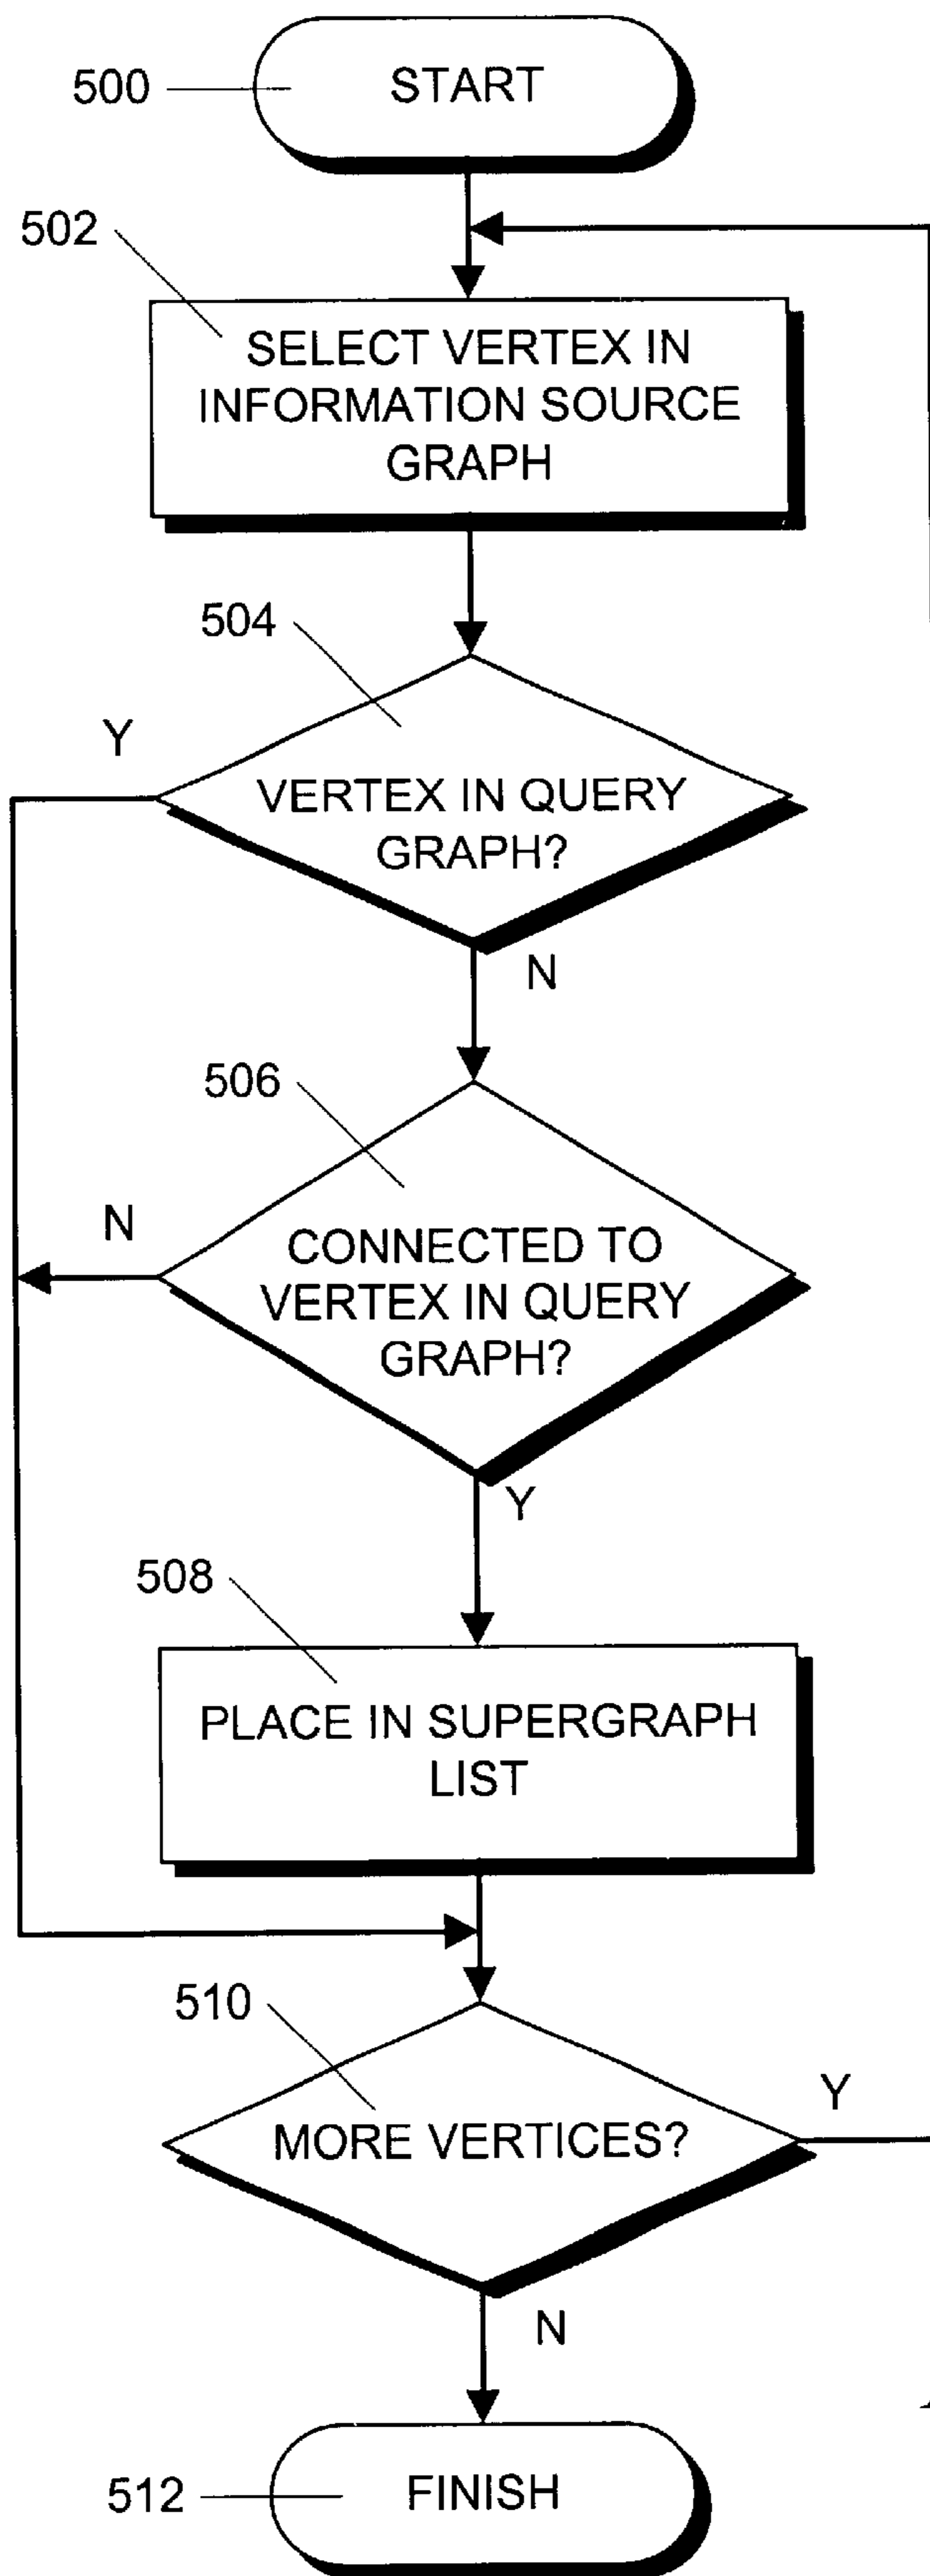 500
START
502
SELECT VERTEX IN
INFORMATION SOURCE
GRAPH
504
Y
VERTEX IN QUERY
GRAPH?
N
506
N
CONNECTED TO
VERTEX IN QUERY
GRAPH?
Y
508
PLACE IN SUPERGRAPH
LIST
510
Y
MORE VERTICES?
N
512
FINISH